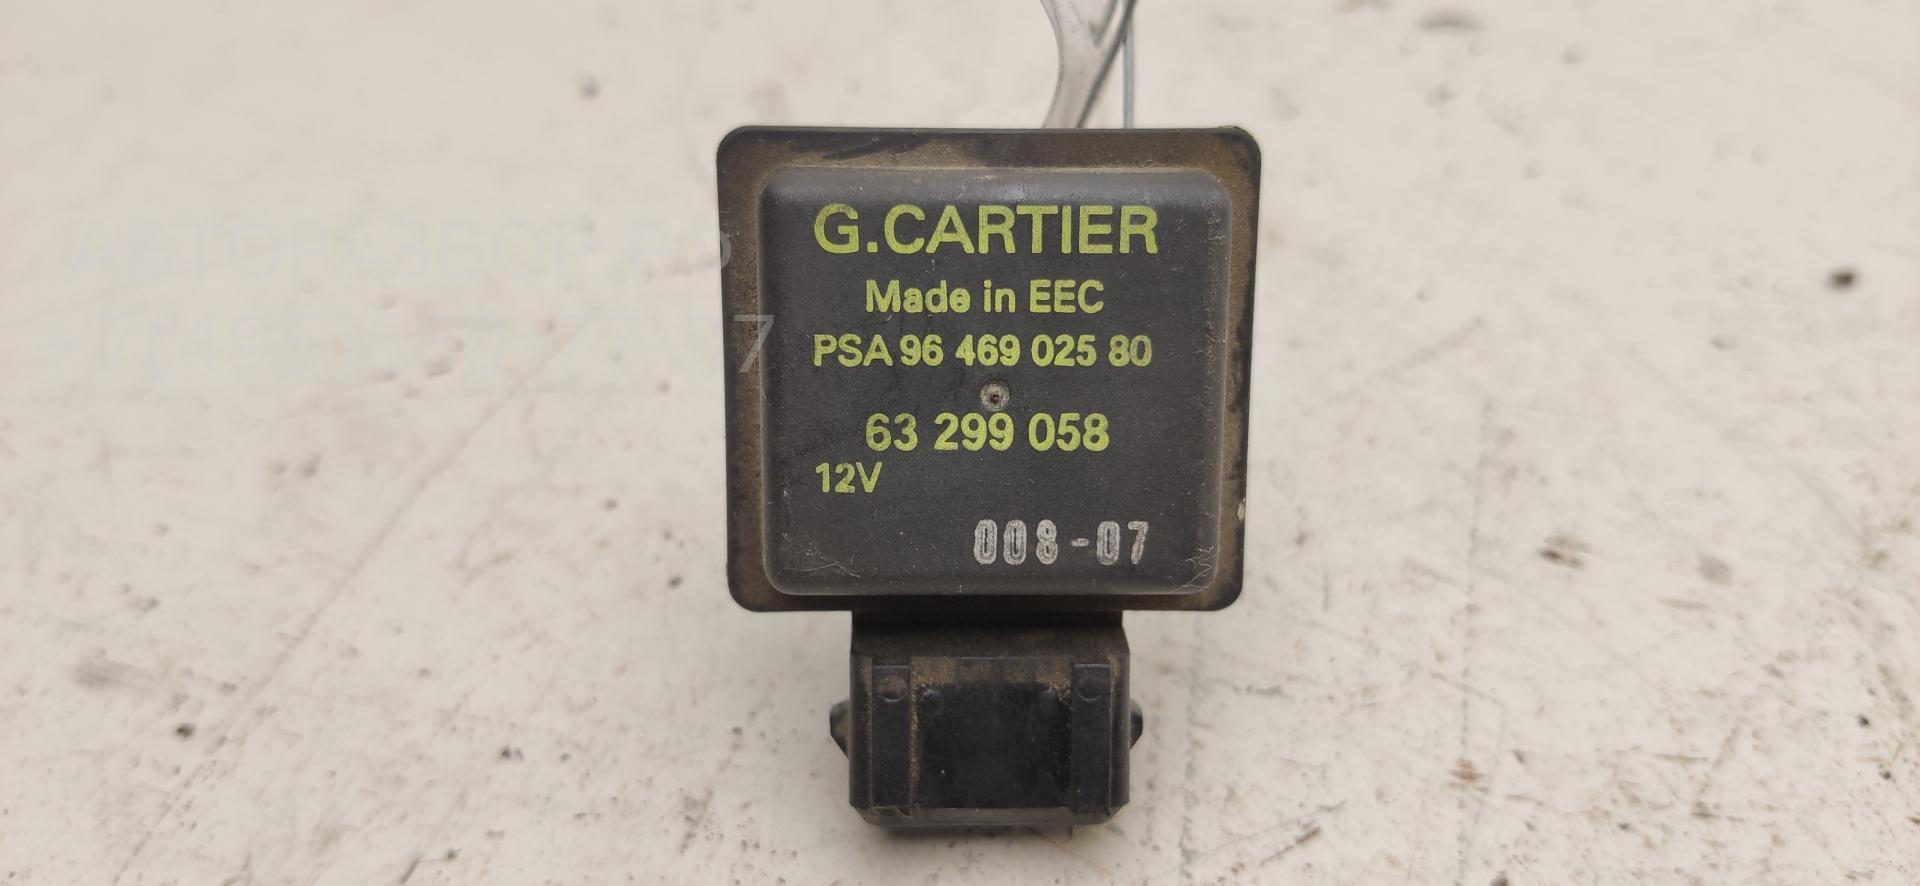 G.CARTIER
Made in EEC
PSA 96 469 025 80
63 299 058
12V
008-07